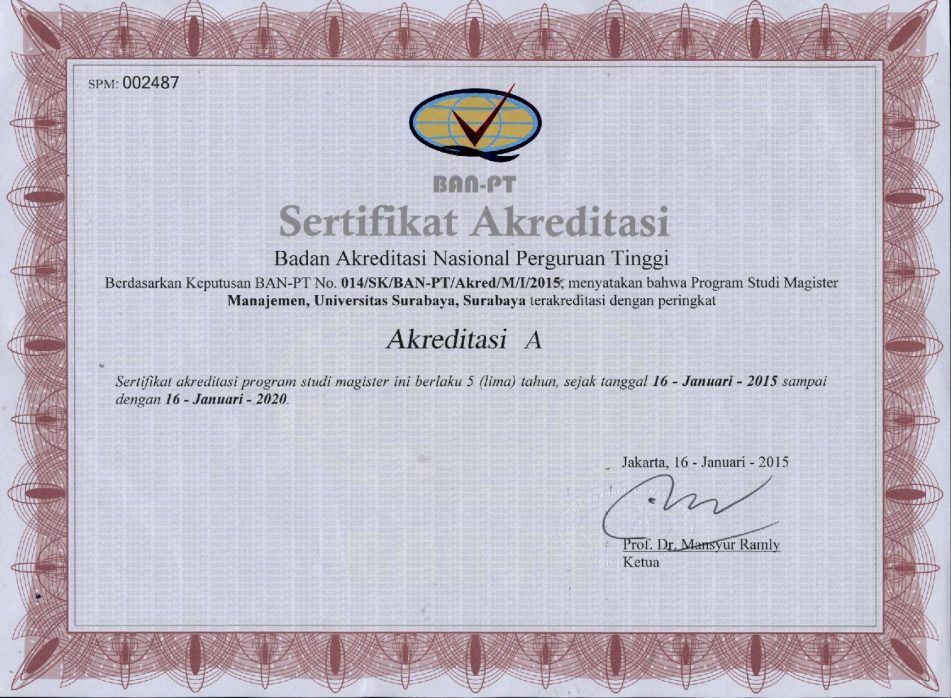 SPM: 002487
BAN-PT
Sertifikat Akreditasi
Badan Akreditasi Nasional Perguruan Tinggi
Berdasarkan Keputusan BAN-PT No. 014/SK/BAN-PT/Akred/M/I/2015, menyatakan bahwa Program Studi Magister
Manajemen, Universitas Surabaya, Surabaya terakreditasi dengan peringkat
Akreditasi A
Sertifikat akreditasi program studi magister ini berlaku 5 (lima) tahun, sejak tanggal 16 - Januari - 2015 sampai
dengan 16 - Januari - 2020.
Jakarta, 16 - Januari - 2015
Prof. Dr. Mansyur Ramly
Ketua